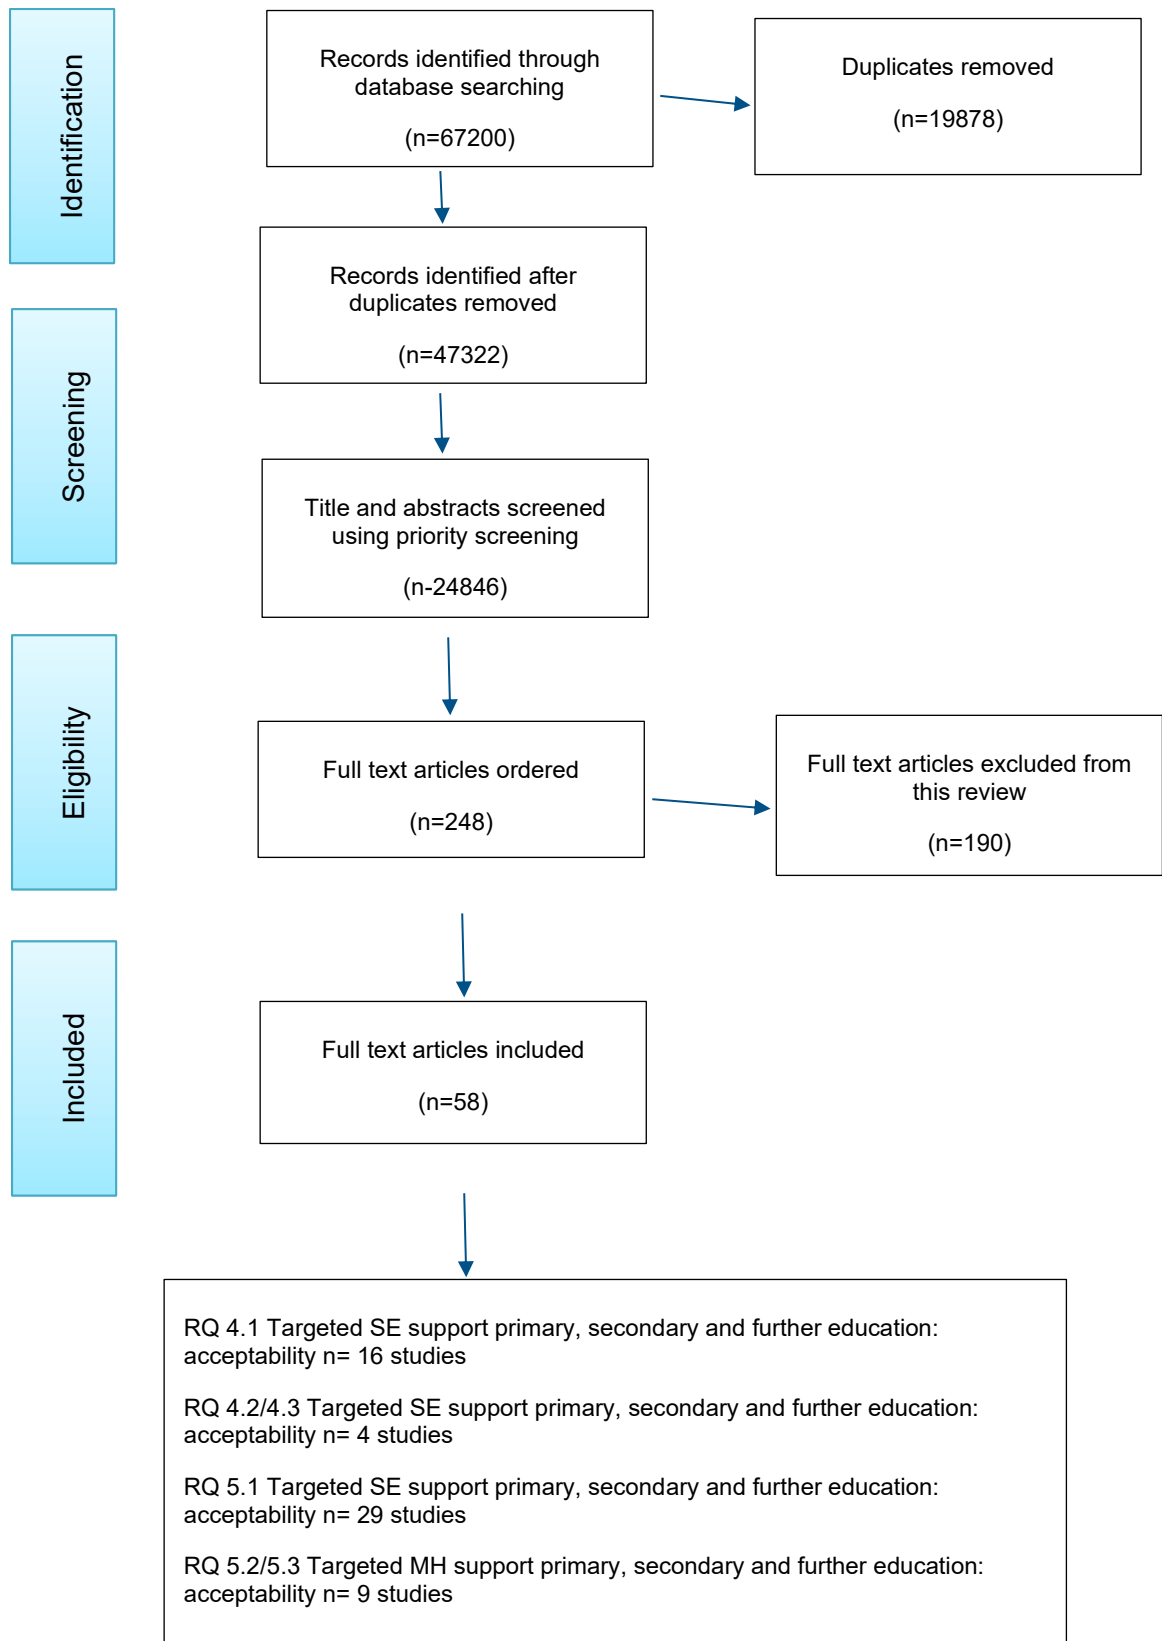 Identification
Records identified through
database searching
(n=67200)
Duplicates removed
(n=19878)
Records identified after
duplicates removed
(n=47322)
Screening
Title and abstracts screened
using priority screening
(n-24846)
Eligibility
Full text articles ordered
(n=248)
Full text articles excluded from
this review
(n=190)
Included
Full text articles included
(n=58)
RQ 4.1 Targeted SE support primary, secondary and further education:
acceptability n= 16 studies
RQ 4.2/4.3 Targeted SE support primary, secondary and further education:
acceptability n= 4 studies
RQ 5.1 Targeted SE support primary, secondary and further education:
acceptability n= 29 studies
RQ 5.2/5.3 Targeted MH support primary, secondary and further education:
acceptability n= 9 studies